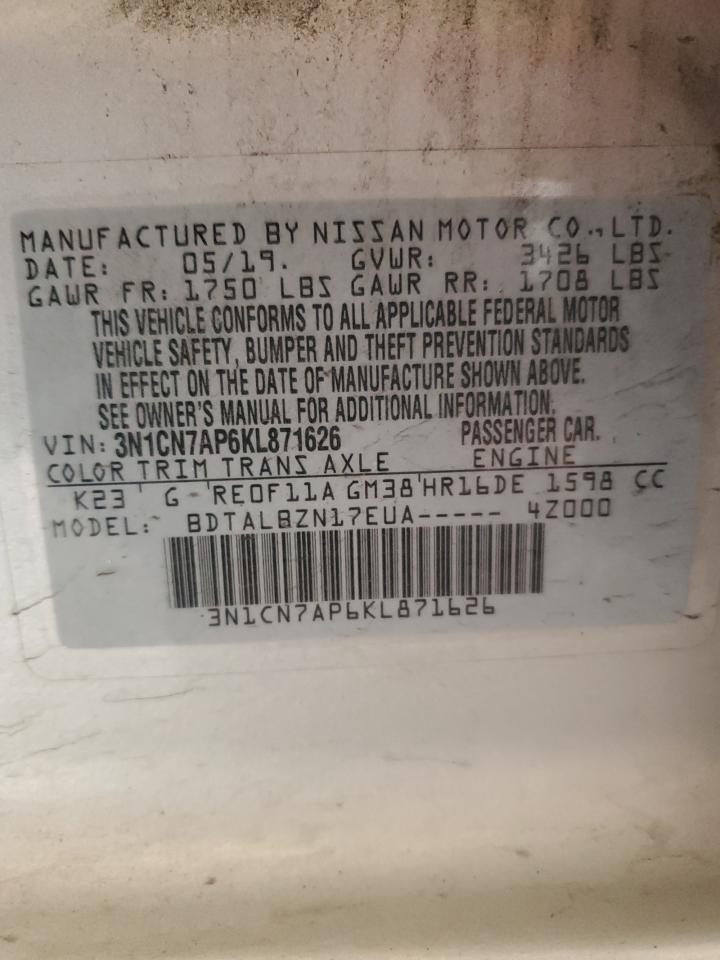 MANUFACTURED BY NISSAN MOTOR CO.,LTD.
DATE: 05/19. GVWR: 3426 LBS
GAWR FR: 1750 LBS GAWR RR: 1708 LBS
THIS VEHICLE CONFORMS TO ALL APPLICABLE FEDERAL MOTOR
VEHICLE SAFETY, BUMPER AND THEFT PREVENTION STANDARDS
IN EFFECT ON THE DATE OF MANUFACTURE SHOWN ABOVE.
SEE OWNER'S MANUAL FOR ADDITIONAL INFORMATION.
VIN: 3N1CN7AP6KL871626 PASSENGER CAR.
COLOR TRIM TRANS AXLE ENGINE
K23 G RE0F11A GM38 HR16DE 1598 CC
MODEL: BDTALBZN17EUA----- 4Z000
3N1CN7AP6KL871626